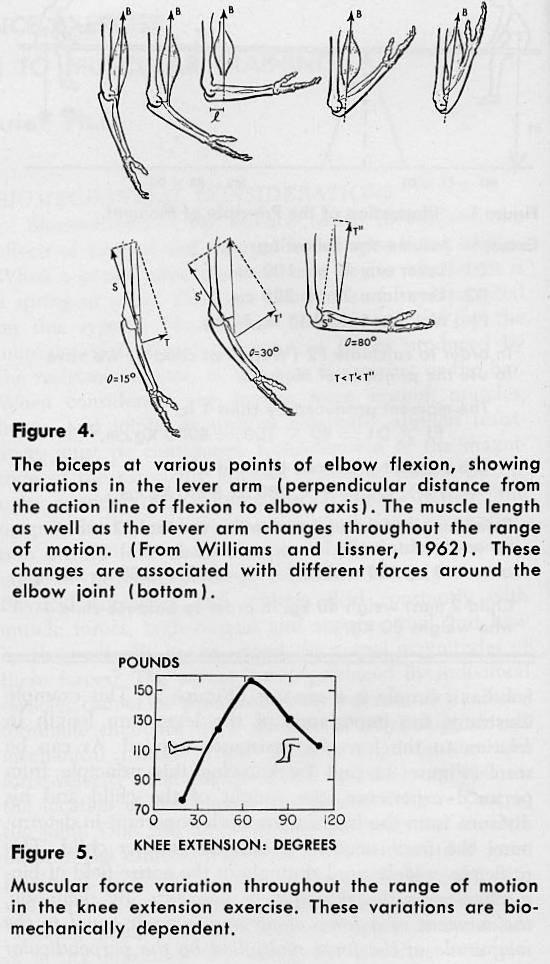 B B B B B
l
S T
θ=15°
S' T'
θ=30°
T"
S"
θ=80°
T<T'<T"
Figure 4.
The biceps at various points of elbow flexion, showing
variations in the lever arm (perpendicular distance from
the action line of flexion to elbow axis). The muscle length
as well as the lever arm changes throughout the range
of motion. (From Williams and Lissner, 1962). These
changes are associated with different forces around the
elbow joint (bottom).
POUNDS
150
130
110
90
70
30 60 90 120
KNEE EXTENSION: DEGREES
Figure 5.
Muscular force variation throughout the range of motion
in the knee extension exercise. These variations are bio-
mechanically dependent.